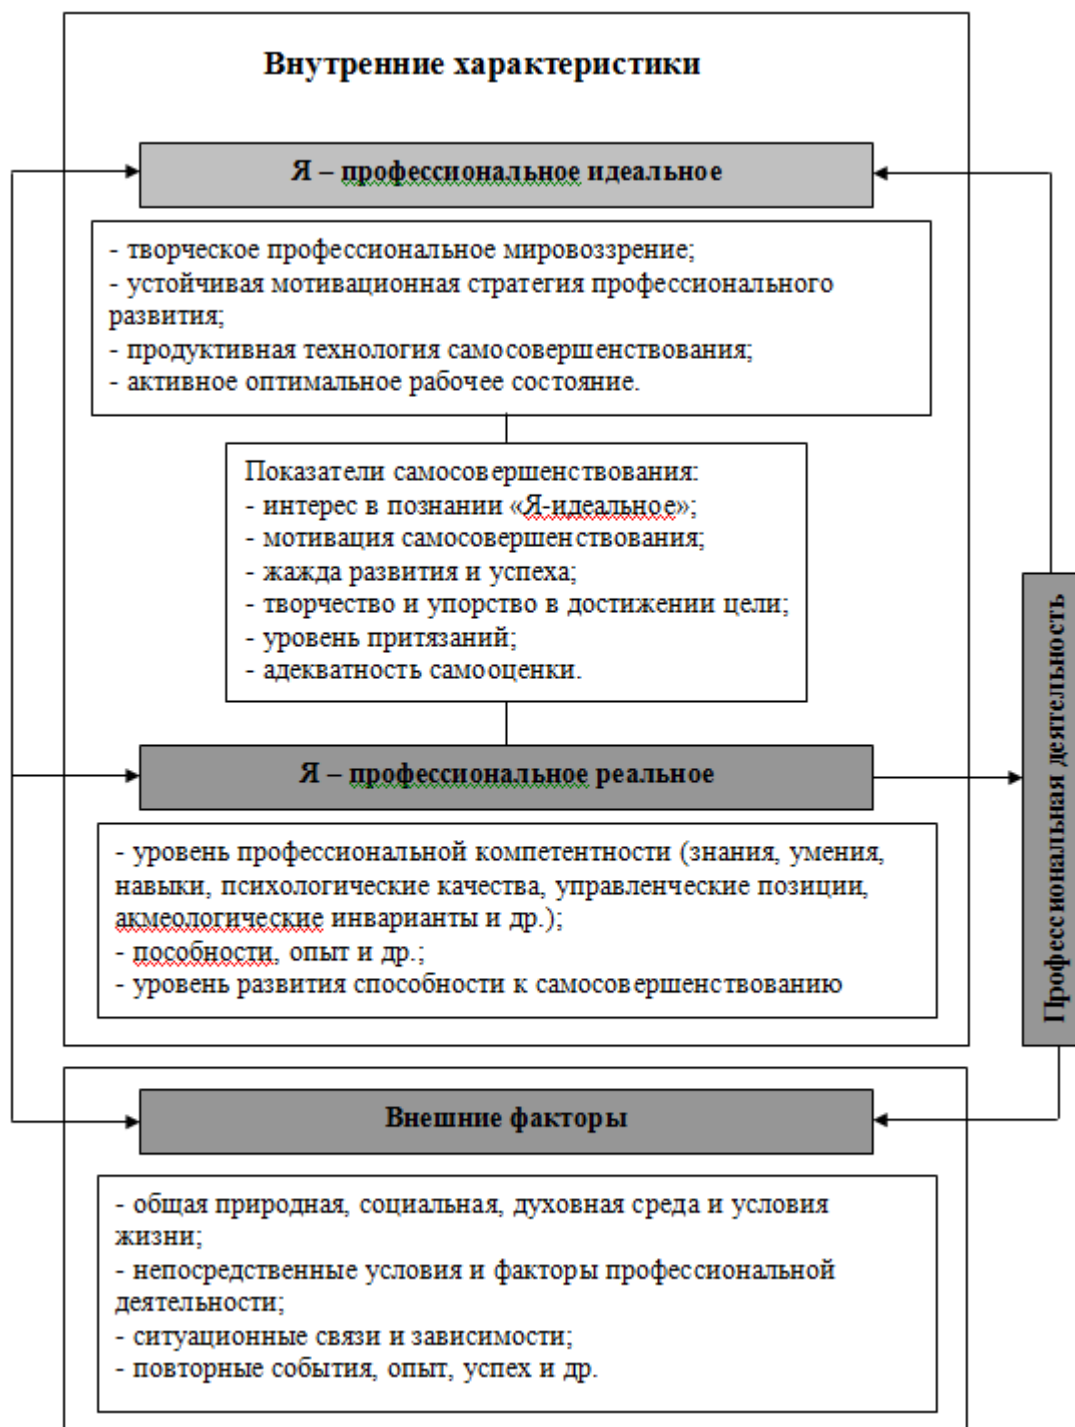 Внутренние характеристики
Я – профессиональное идеальное
- творческое профессиональное мировоззрение;
- устойчивая мотивационная стратегия профессионального
развития;
- продуктивная технология самосовершенствования;
- активное оптимальное рабочее состояние.
Показатели самосовершенствования:
- интерес в познании «Я-идеальное»;
- мотивация самосовершенствования;
- жажда развития и успеха;
- творчество и упорство в достижении цели;
- уровень притязаний;
- адекватность самооценки.
Я – профессиональное реальное
- уровень профессиональной компетентности (знания, умения,
навыки, психологические качества, управленческие позиции,
акмеологические инварианты и др.);
- пособности, опыт и др.;
- уровень развития способности к самосовершенствованию
Профессиональная деятельность
Внешние факторы
- общая природная, социальная, духовная среда и условия
жизни;
- непосредственные условия и факторы профессиональной
деятельности;
- ситуационные связи и зависимости;
- повторные события, опыт, успех и др.